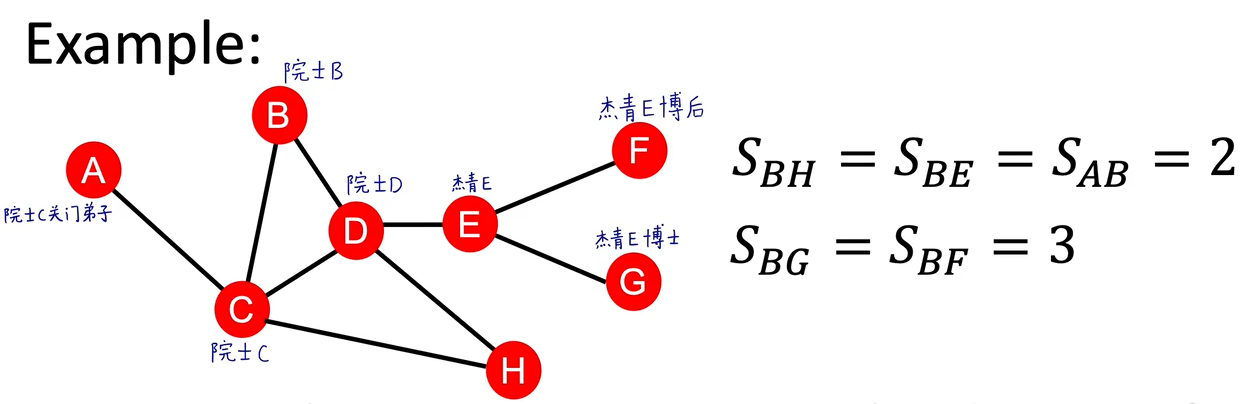 Example:
院士B
B
杰青E博后
F
A
院士C关门弟子
院士D
D
杰青E
E
杰青E博士
G
C
院士C
H
S_{BH} = S_{BE} = S_{AB} = 2
S_{BG} = S_{BF} = 3